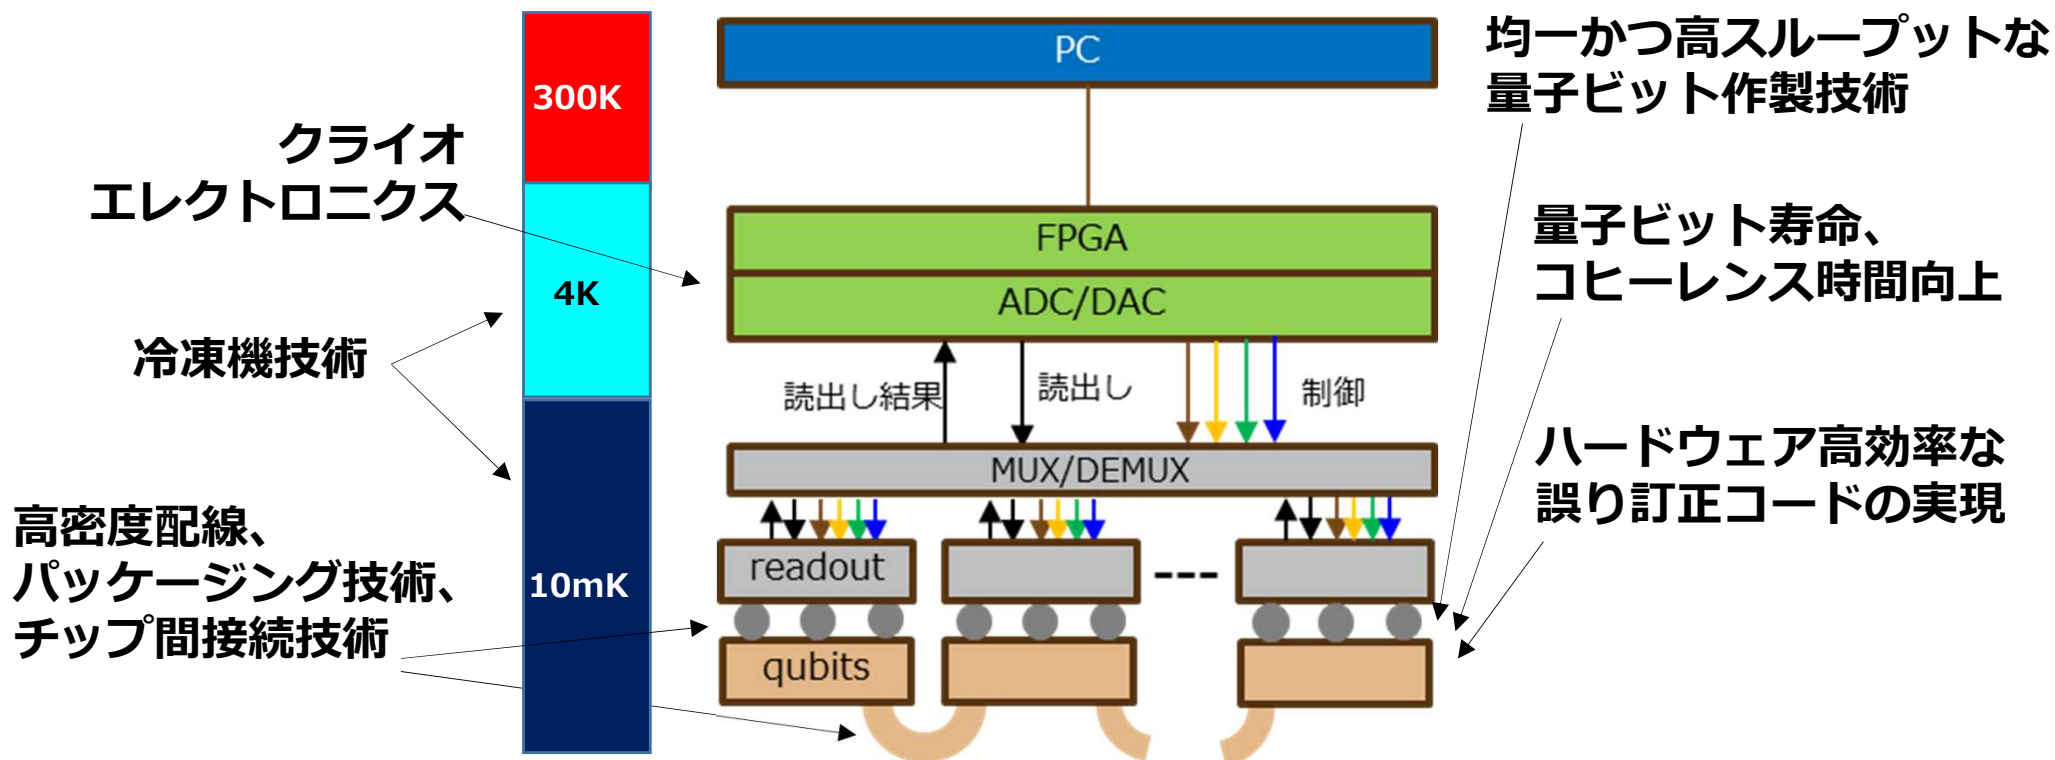 クライオ
エレクトロニクス
冷凍機技術
高密度配線、
パッケージング技術、
チップ間接続技術
300K
4K
10mK
PC
FPGA
ADC/DAC
読出し結果
読出し
制御
MUX/DEMUX
readout
---
qubits
均一かつ高スループットな
量子ビット作製技術
量子ビット寿命、
コヒーレンス時間向上
ハードウェア高効率な
誤り訂正コードの実現